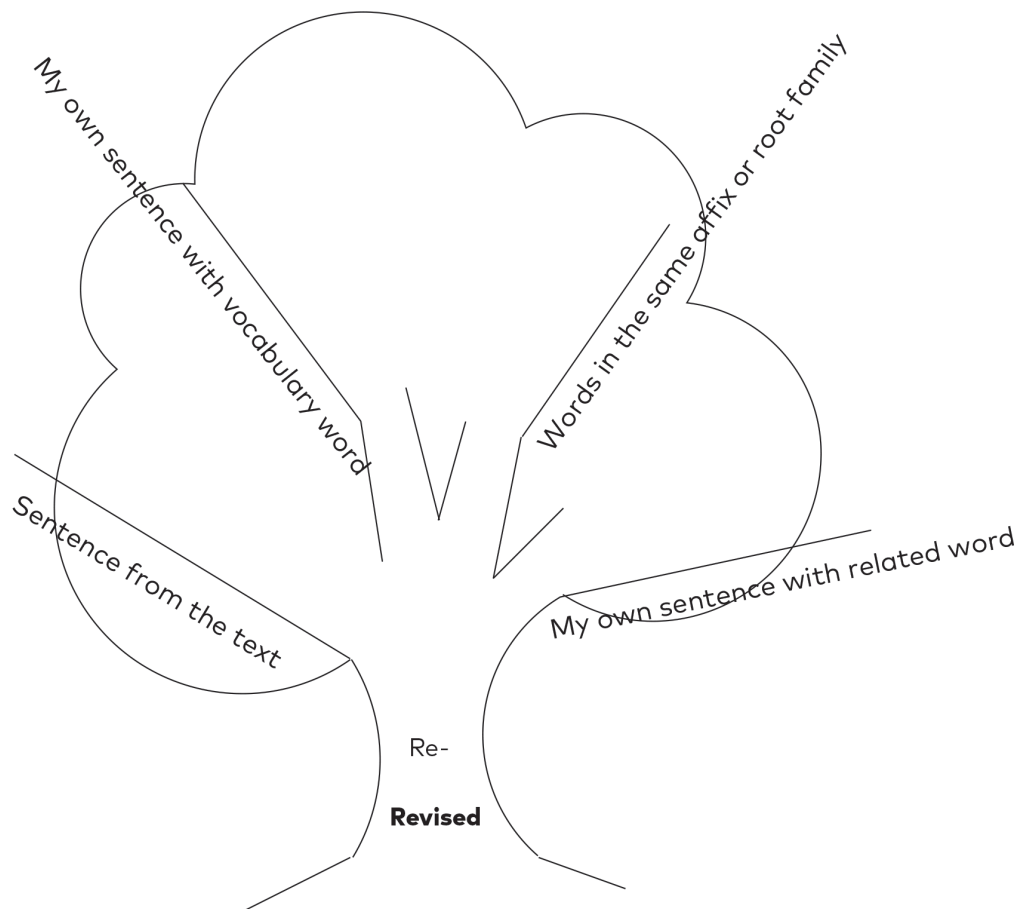 My own sentence with vocabulary word
Words in the same affix or root family
Sentence from the text
My own sentence with related word
Re-
Revised